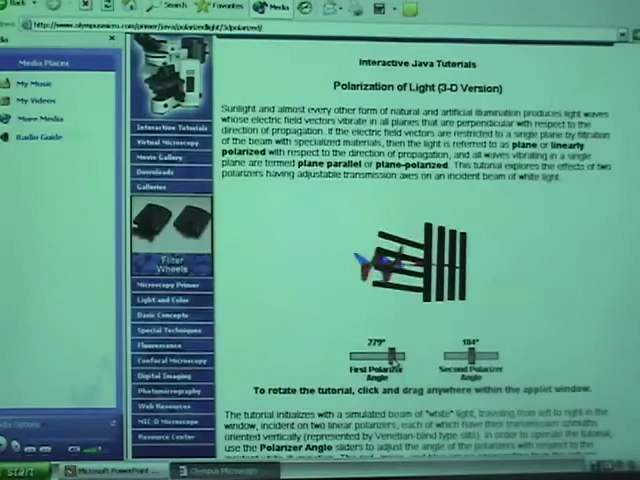 Back
Search
Favorites
Media
http://www.olympusmicro.com/primer/java/polarizedlight/3dpolarized/
Media Places
My Music
My Videos
More Media
Radio Guide
Interactive Tutorials
Virtual Microscopy
Movie Gallery
Downloads
Galleries
Filter
Wheels
Microscopy Primer
Light and Color
Basic Concepts
Special Techniques
Fluorescence
Confocal Microscopy
Digital Imaging
Photomicrography
Web Resources
MIC-D Microscope
Resource Center
Interactive Java Tutorials
Polarization of Light (3-D Version)
Sunlight and almost every other form of natural and artificial illumination produces light waves
whose electric field vectors vibrate in all planes that are perpendicular with respect to the
direction of propagation. If the electric field vectors are restricted to a single plane by filtration
of the beam with specialized materials, then the light is referred to as plane or linearly
polarized with respect to the direction of propagation, and all waves vibrating in a single
plane are termed plane parallel or plane-polarized. This tutorial explores the effects of two
polarizers having adjustable transmission axes on an incident beam of white light.
279° 184°
First Polarizer Second Polarizer
Angle Angle
To rotate the tutorial, click and drag anywhere within the applet window.
The tutorial initializes with a simulated beam of "white" light, traveling from left to right in the
window, incident on two linear polarizers, each of which have their transmission azimuths
oriented vertically (represented by Venetian-blind type slits). In order to operate the tutorial,
use the Polarizer Angle sliders to adjust the angle of the polarizers with respect to the
start
Microsoft PowerPoint ...
Olympus Microscop